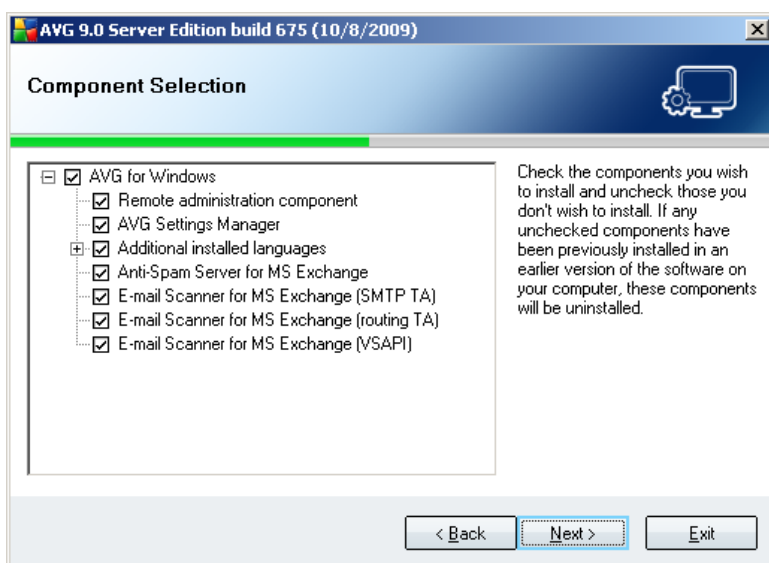 AVG 9.0 Server Edition build 675 (10/8/2009)
Component Selection
AVG for Windows
Remote administration component
AVG Settings Manager
Additional installed languages
Anti-Spam Server for MS Exchange
E-mail Scanner for MS Exchange (SMTP TA)
E-mail Scanner for MS Exchange (routing TA)
E-mail Scanner for MS Exchange (VSAPI)
Check the components you wish
to install and uncheck those you
don't wish to install. If any
unchecked components have
been previously installed in an
earlier version of the software on
your computer, these components
will be uninstalled.
< Back
Next >
Exit